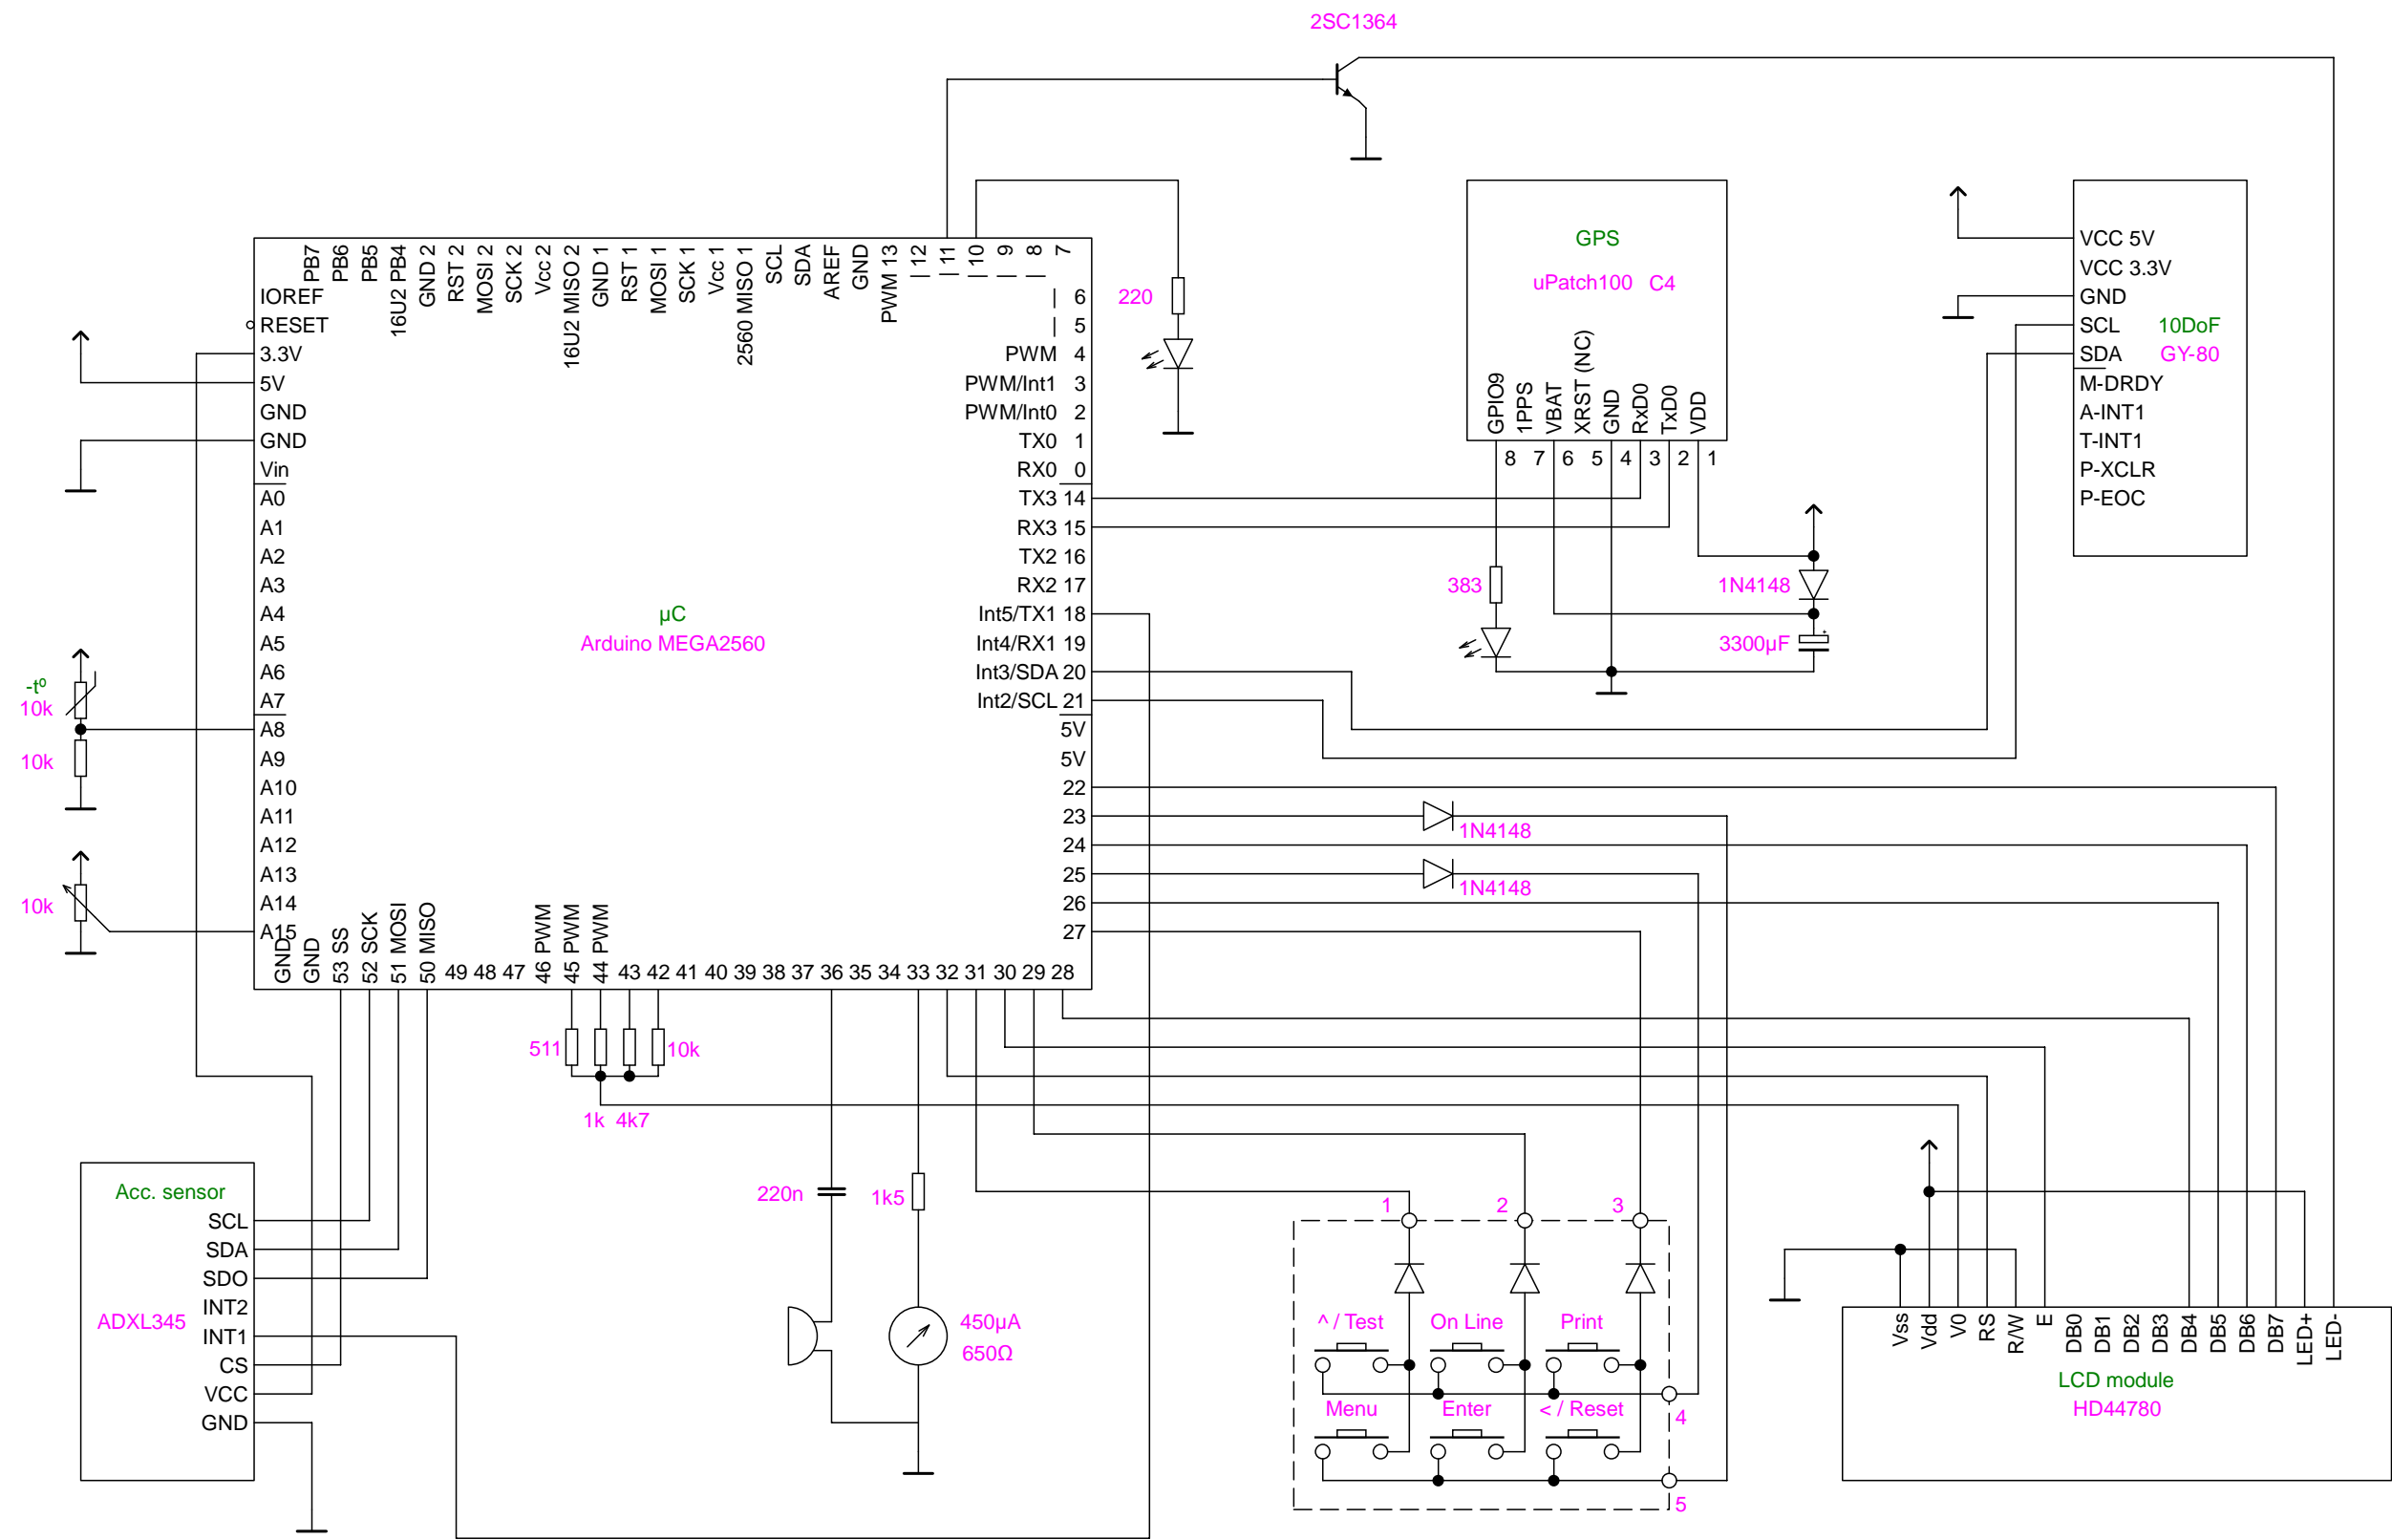 2SC1364
PB7
PB6
PB5
16U2 PB4
GND 2
RST 2
MOSI 2
SCK 2
Vcc 2
16U2 MISO 2
GND 1
RST 1
MOSI 1
SCK 1
Vcc 1
2560 MISO 1
SCL
SDA
AREF
GND
PWM 13
| 12
| 11
| 10
| 9
| 8
7
IOREF
RESET
3.3V
5V
GND
GND
Vin
A0
A1
A2
A3
A4
A5
A6
A7
A8
A9
A10
A11
A12
A13
A14
A15
| 6
| 5
PWM 4
PWM/Int1 3
PWM/Int0 2
TX0 1
RX0 0
TX3 14
RX3 15
TX2 16
RX2 17
Int5/TX1 18
Int4/RX1 19
Int3/SDA 20
Int2/SCL 21
5V
5V
22
23
24
25
26
27
µC
Arduino MEGA2560
GND
GND
53 SS
52 SCK
51 MOSI
50 MISO
49
48
47
46 PWM
45 PWM
44 PWM
43
42
41
40
39
38
37
36
35
34
33
32
31
30
29
28
-tº
10k
10k
10k
220
GPS
uPatch100 C4
GPIO9
1PPS
VBAT
XRST (NC)
GND
RxD0
TxD0
VDD
8 7 6 5 4 3 2 1
383
1N4148
+
3300µF
VCC 5V
VCC 3.3V
GND
SCL
SDA
M-DRDY
A-INT1
T-INT1
P-XCLR
P-EOC
10DoF
GY-80
1N4148
1N4148
511
10k
1k 4k7
220n
1k5
450µA
650Ω
Acc. sensor
SCL
SDA
SDO
INT2
INT1
CS
VCC
GND
ADXL345
1 2 3
^ / Test
On Line
Print
4
Menu
Enter
< / Reset
5
Vss
Vdd
V0
RS
R/W
E
DB0
DB1
DB2
DB3
DB4
DB5
DB6
DB7
LED+
LED-
LCD module
HD44780